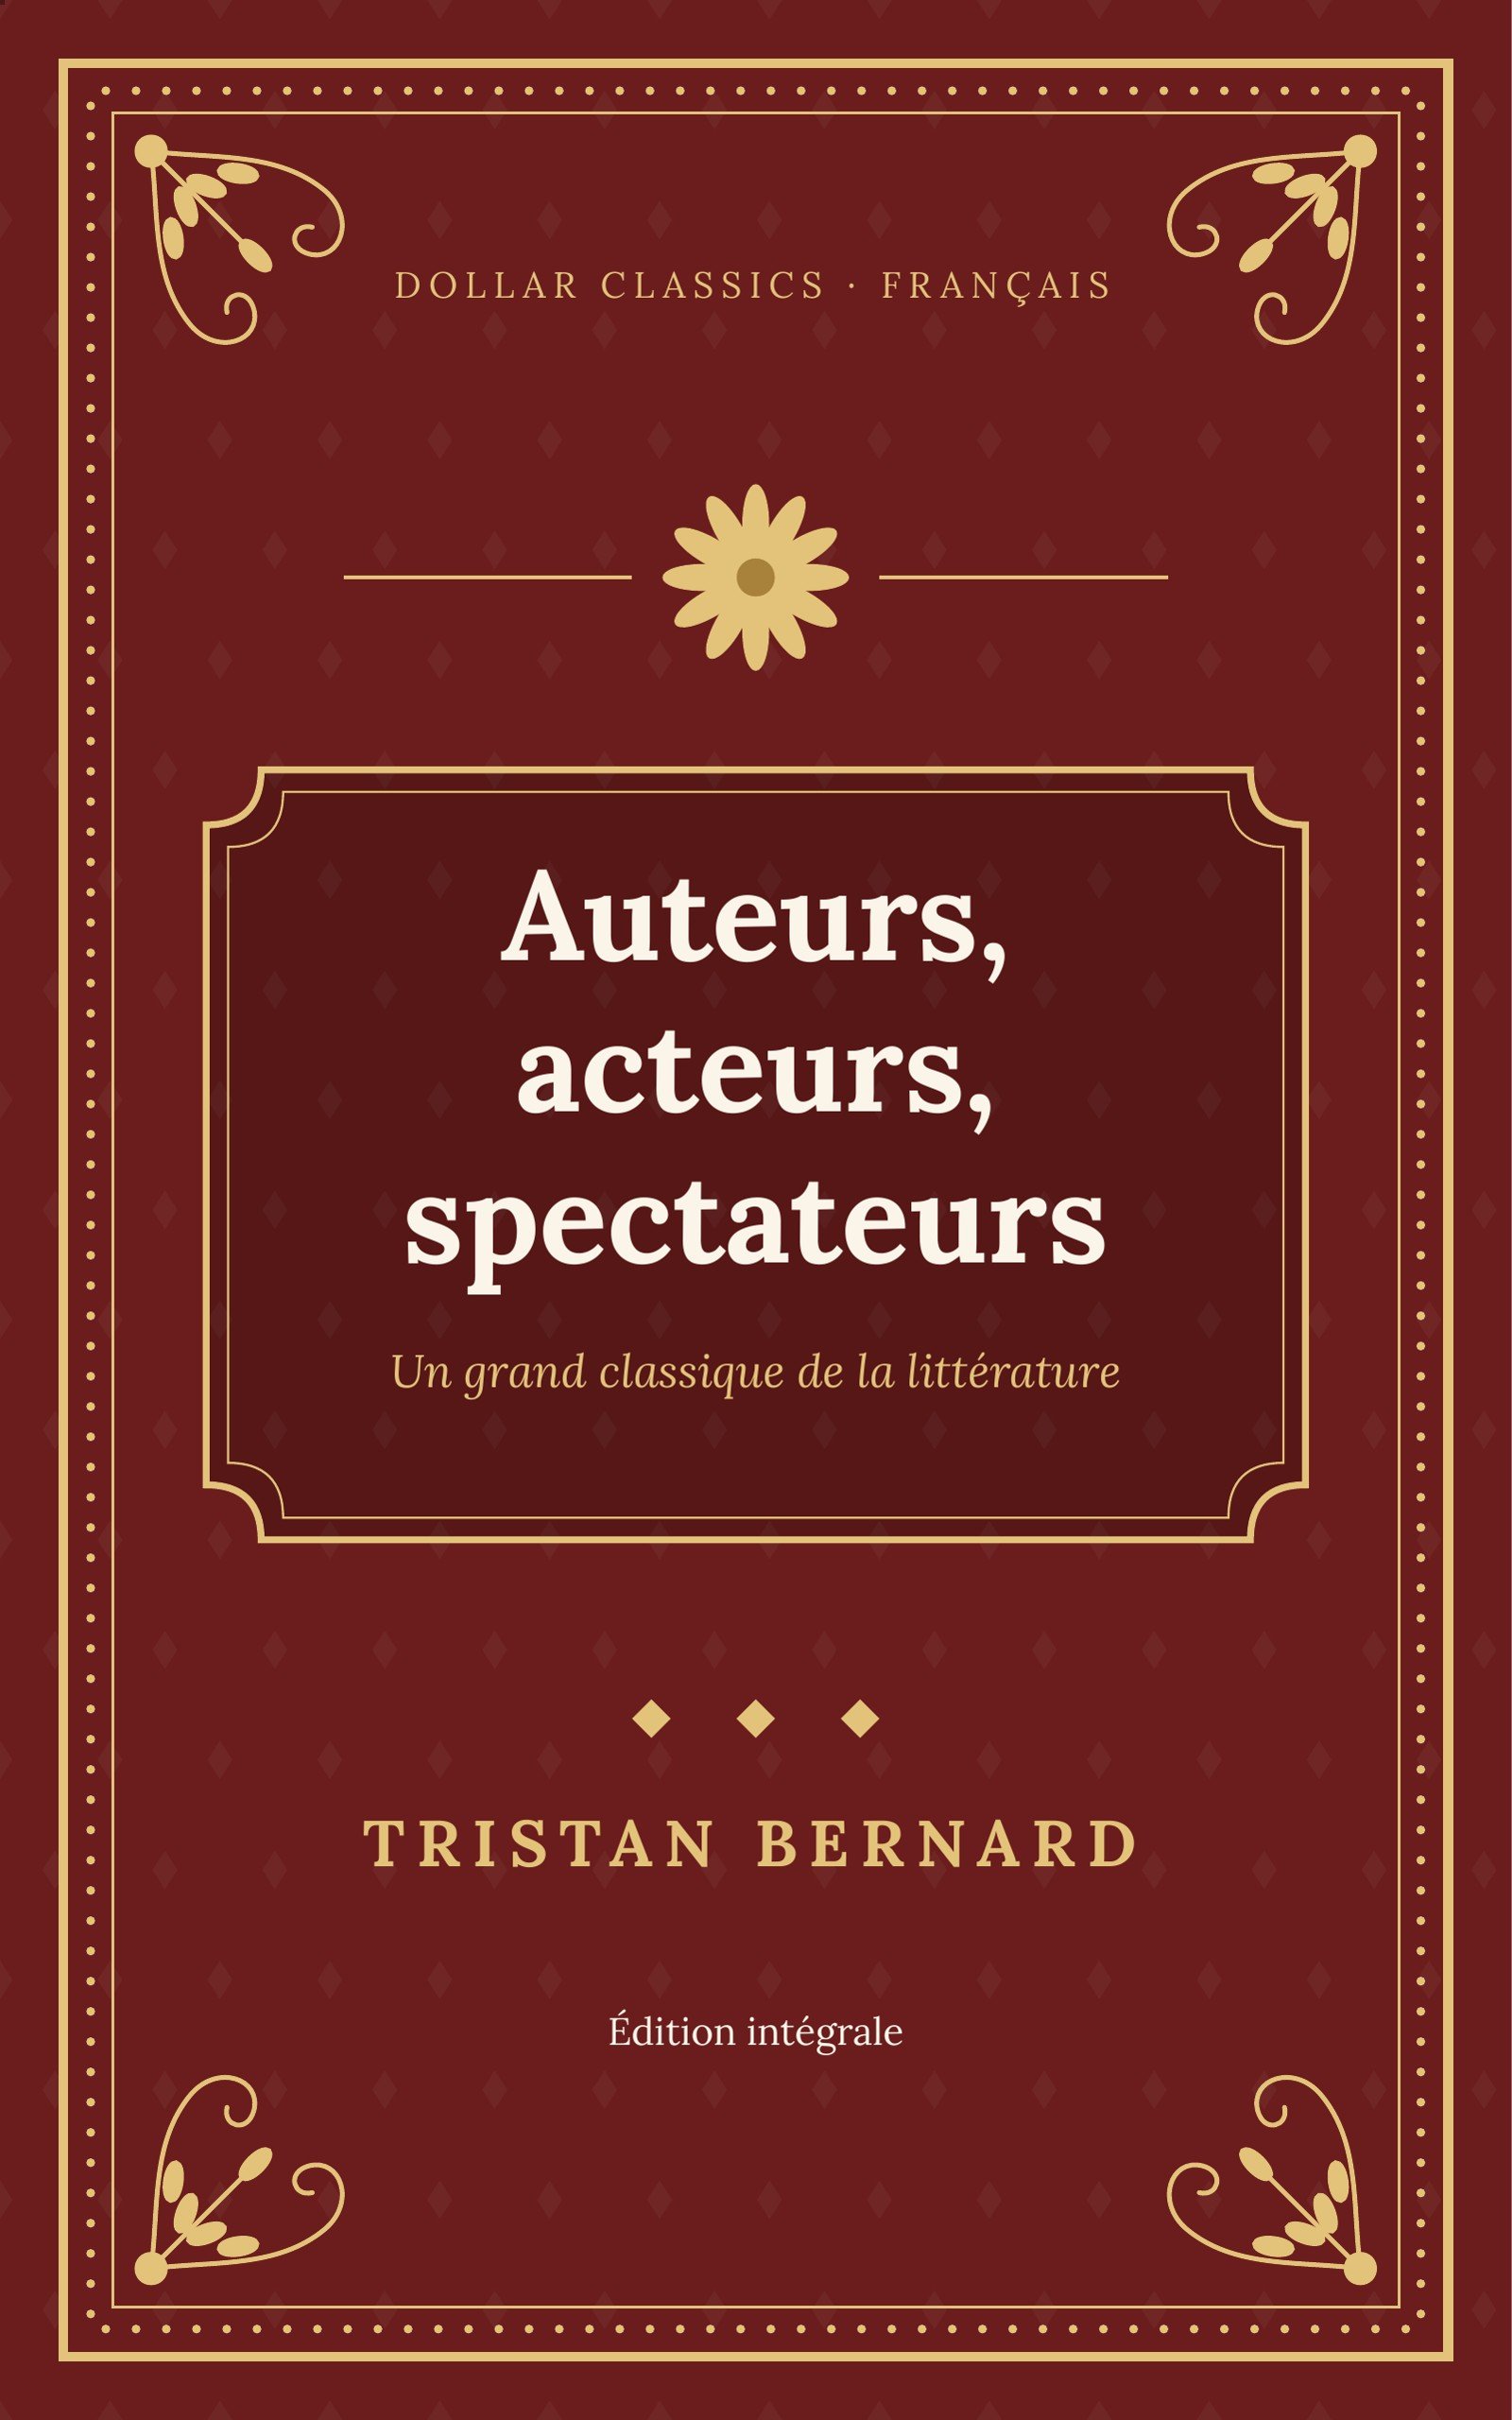 DOLLAR CLASSICS · FRANÇAIS
Auteurs,
acteurs,
spectateurs
Un grand classique de la littérature
TRISTAN BERNARD
Édition intégrale